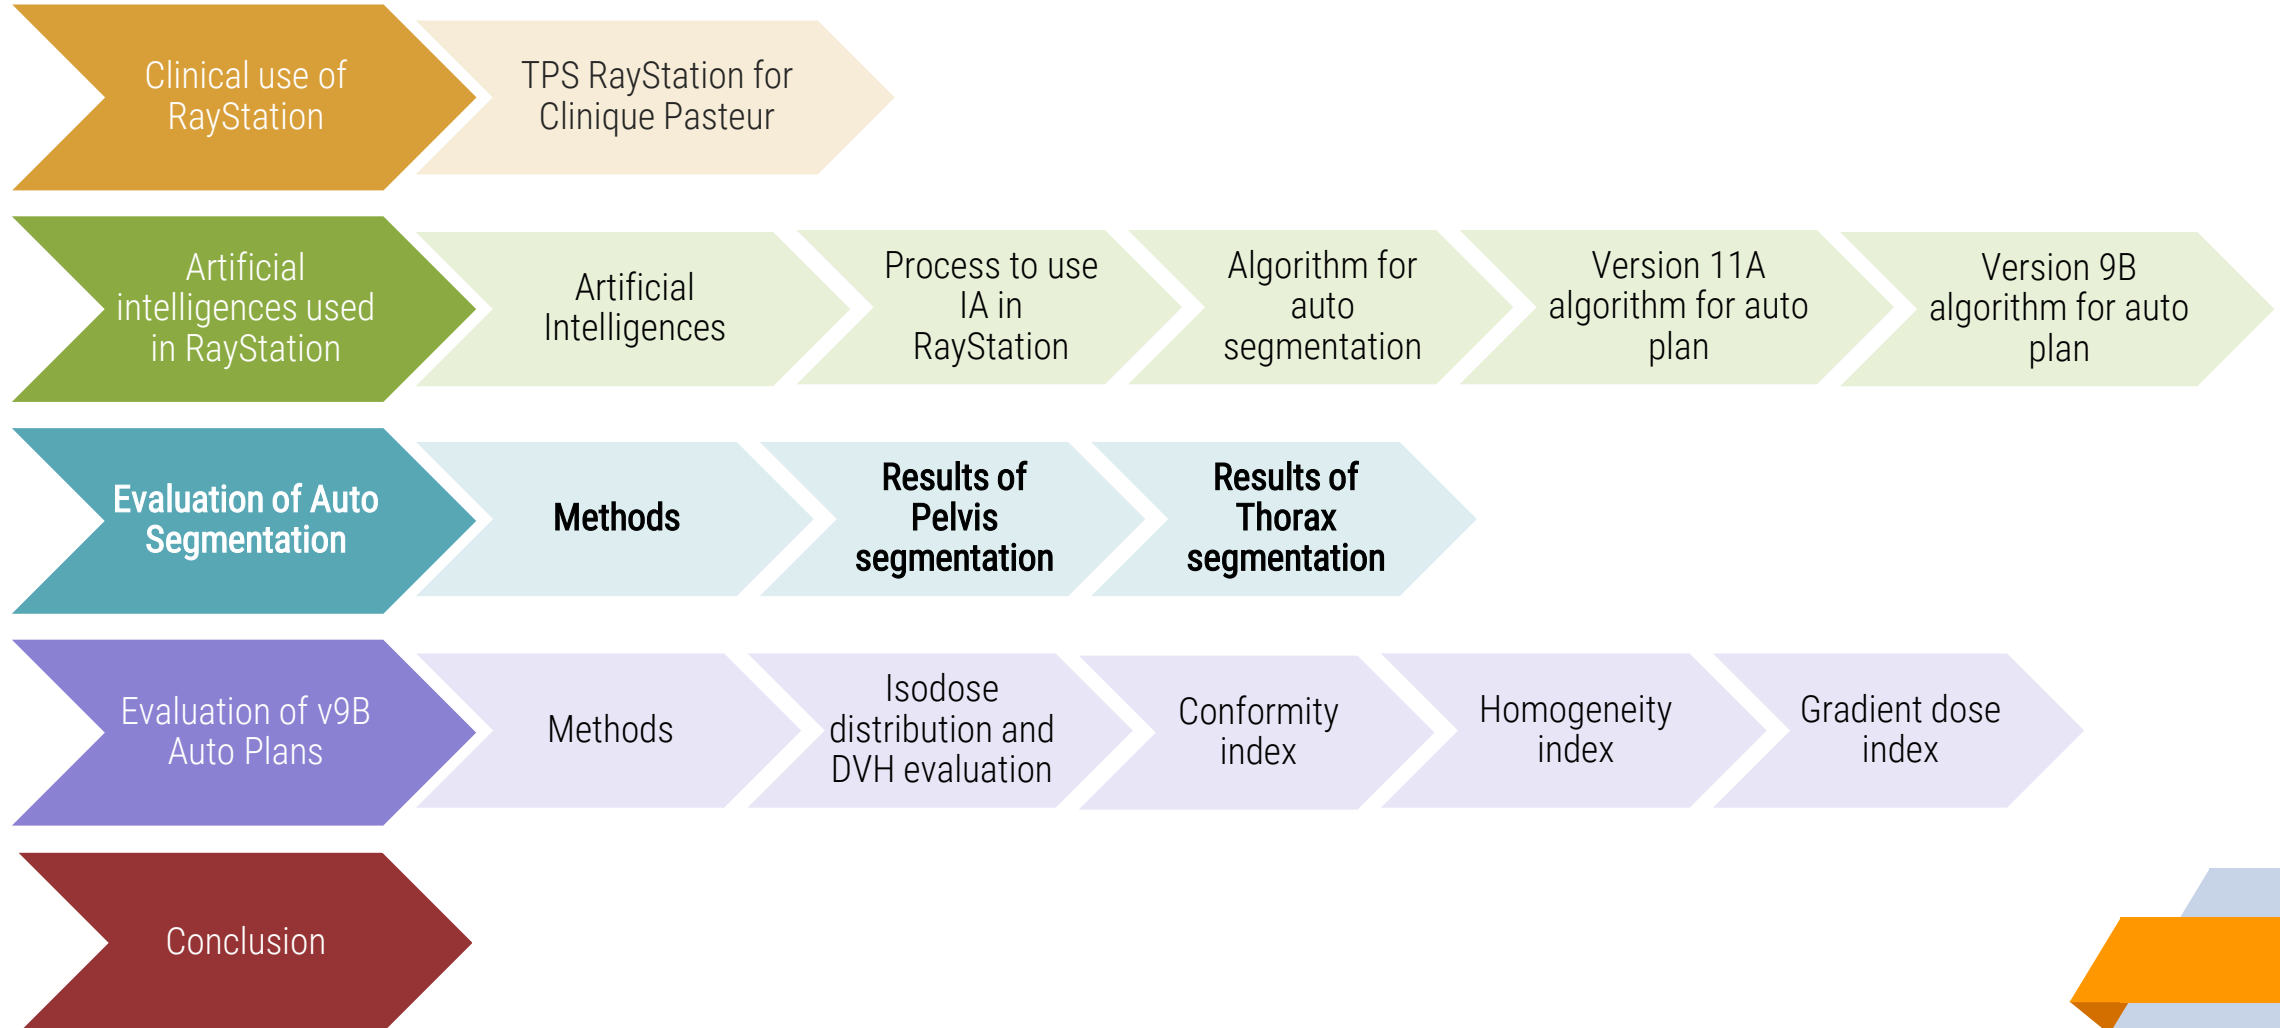 Clinical use of
RayStation
TPS RayStation for
Clinique Pasteur
Artificial
intelligences used
in RayStation
Artificial
Intelligences
Process to use
IA in
RayStation
Algorithm for
auto
segmentation
Version 11A
algorithm for auto
plan
Version 9B
algorithm for auto
plan
Evaluation of Auto
Segmentation
Methods
Results of
Pelvis
segmentation
Results of
Thorax
segmentation
Evaluation of v9B
Auto Plans
Methods
Isodose
distribution and
DVH evaluation
Conformity
index
Homogeneity
index
Gradient dose
index
Conclusion